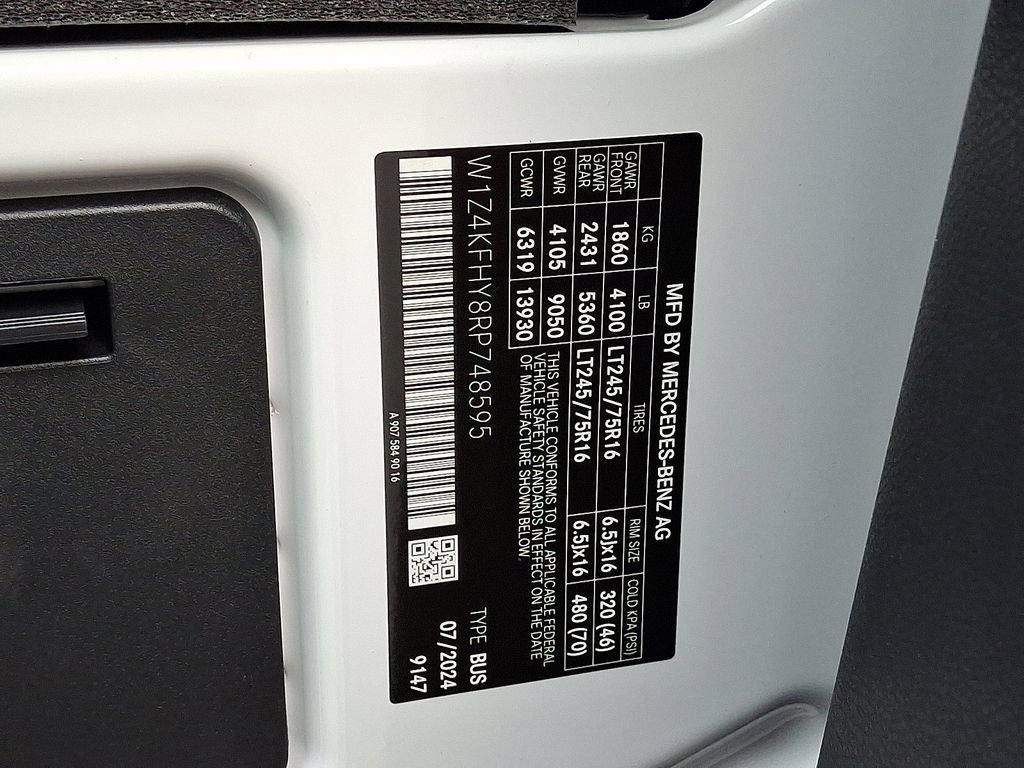 MFD BY MERCEDES-BENZ AG
KG LB TIRES RIM SIZE COLD KPA (PSI)
GAWR FRONT 1860 4100 LT245/75R16 6.5Jx16 320 (46)
GAWR REAR 2431 5360 LT245/75R16 6.5Jx16 480 (70)
GVWR 4105 9050
GCWR 6319 13930
THIS VEHICLE CONFORMS TO ALL APPLICABLE FEDERAL
VEHICLE SAFETY STANDARDS IN EFFECT ON THE DATE
OF MANUFACTURE SHOWN BELOW.
W1Z4KFHY8RP748595
TYPE BUS
07/2024
9147
A 907 584 90 16